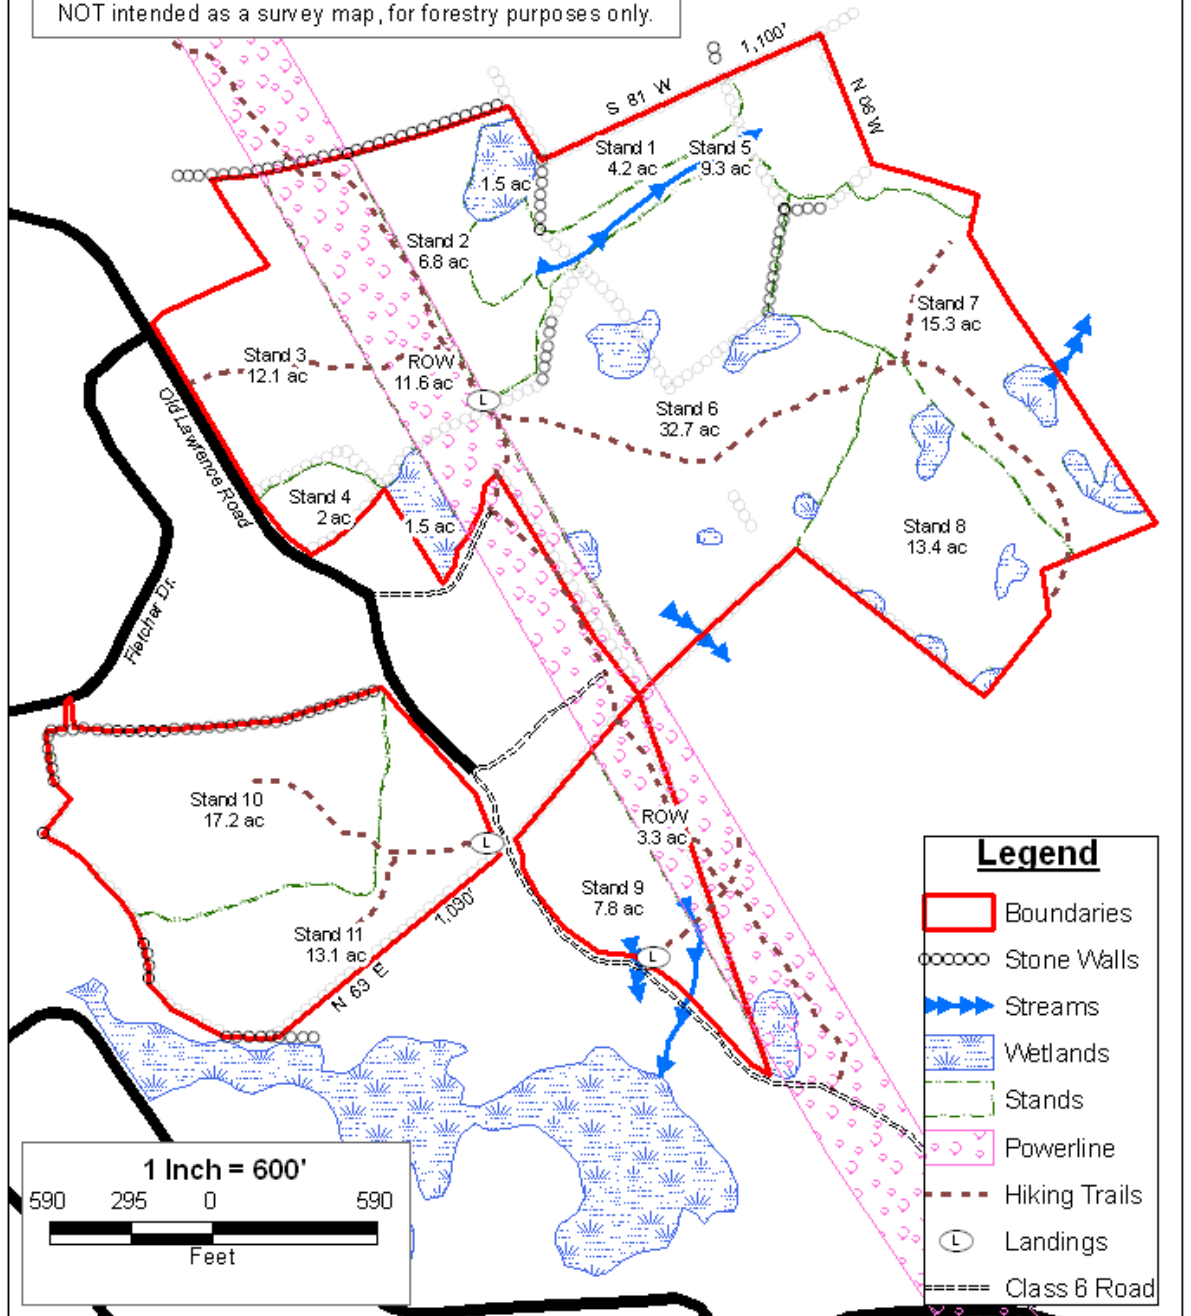 NOT intended as a survey map, for forestry purposes only.
1,100'
S 81 W
N 06 W
Stand 1
4.2 ac
Stand 5
9.3 ac
1.5 ac
Stand 2
6.8 ac
Stand 7
15.3 ac
Stand 3
12.1 ac
ROW
11.6 ac
L
Stand 6
32.7 ac
Old Lawrence Road
Stand 4
2 ac
1.5 ac
Stand 8
13.4 ac
Fletcher Dr.
Stand 10
17.2 ac
ROW
3.3 ac
L
Stand 9
7.8 ac
1,090'
Stand 11
13.1 ac
N 63 E
L
Legend
Boundaries
Stone Walls
Streams
Wetlands
Stands
Powerline
Hiking Trails
L Landings
Class 6 Road
1 Inch = 600'
590 295 0 590
Feet